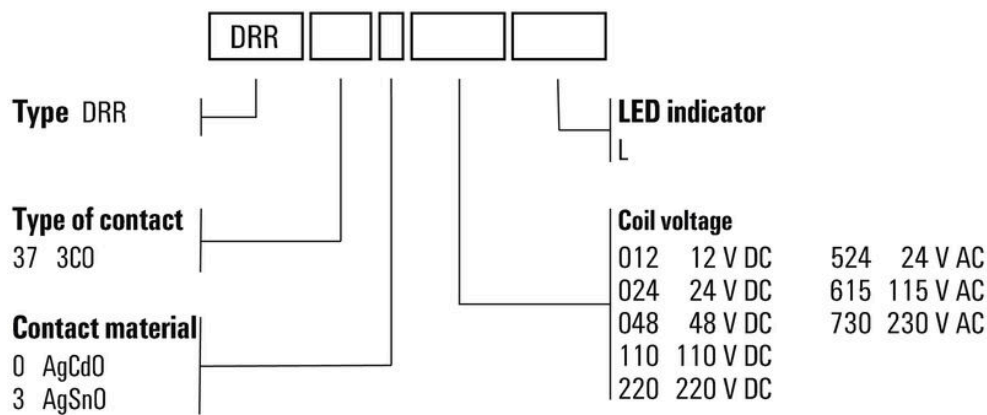 DRR
Type DRR
LED indicator
L
Type of contact
37 3CO
Contact material
0 AgCdO
3 AgSnO
Coil voltage
012 12 V DC 524 24 V AC
024 24 V DC 615 115 V AC
048 48 V DC 730 230 V AC
110 110 V DC
220 220 V DC